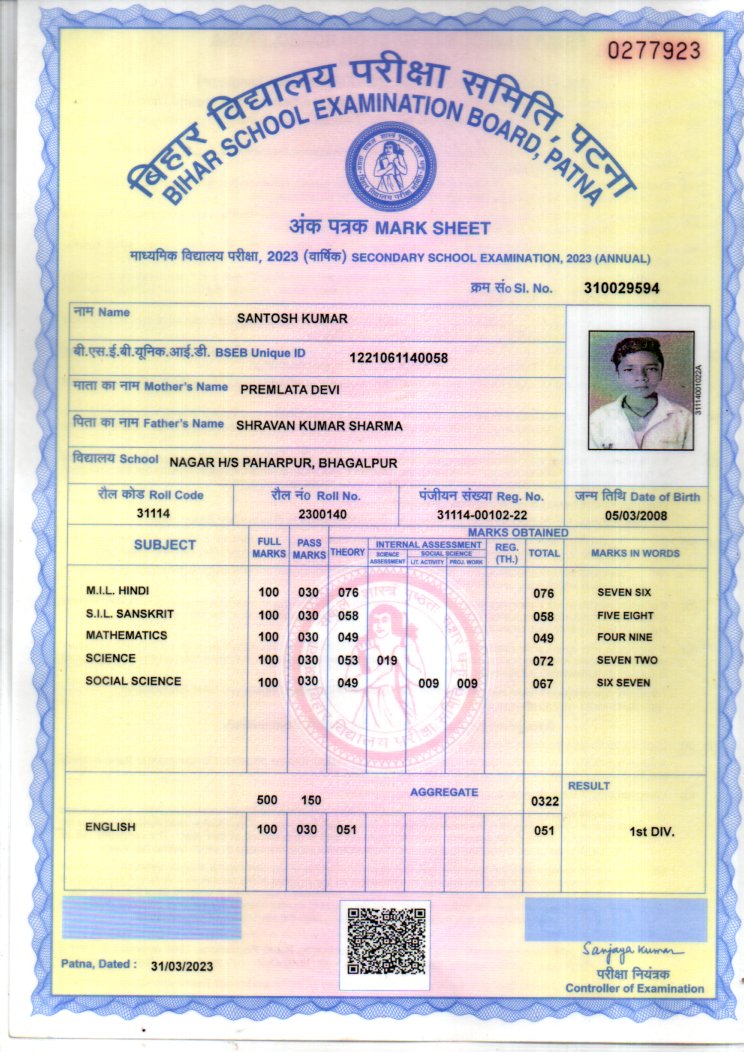 0277923
बिहार विद्यालय परीक्षा समिति, पटना
BIHAR SCHOOL EXAMINATION BOARD, PATNA
अंक पत्रक MARK SHEET
माध्यमिक विद्यालय परीक्षा, 2023 (वार्षिक) SECONDARY SCHOOL EXAMINATION, 2023 (ANNUAL)
क्रम सं० SI. No. 310029594
नाम Name SANTOSH KUMAR
बी.एस.ई.बी.यूनिक.आई.डी. BSEB Unique ID 1221061140058
माता का नाम Mother's Name PREMLATA DEVI
पिता का नाम Father's Name SHRAVAN KUMAR SHARMA
विद्यालय School NAGAR H/S PAHARPUR, BHAGALPUR
31114001022A
रौल कोड Roll Code रौल नं० Roll No. पंजीयन संख्या Reg. No. जन्म तिथि Date of Birth
31114 2300140 31114-00102-22 05/03/2008
MARKS OBTAINED
SUBJECT FULL MARKS PASS MARKS THEORY INTERNAL ASSESSMENT REG. (TH.) TOTAL MARKS IN WORDS
SCIENCE ASSESSMENT SOCIAL SCIENCE
LIT. ACTIVITY PROJ. WORK
M.I.L. HINDI 100 030 076 076 SEVEN SIX
S.I.L. SANSKRIT 100 030 058 058 FIVE EIGHT
MATHEMATICS 100 030 049 049 FOUR NINE
SCIENCE 100 030 053 019 072 SEVEN TWO
SOCIAL SCIENCE 100 030 049 009 009 067 SIX SEVEN
500 150 AGGREGATE 0322 RESULT
ENGLISH 100 030 051 051 1st DIV.
Sanjaya Kumar
Patna, Dated : 31/03/2023
परीक्षा नियंत्रक
Controller of Examination